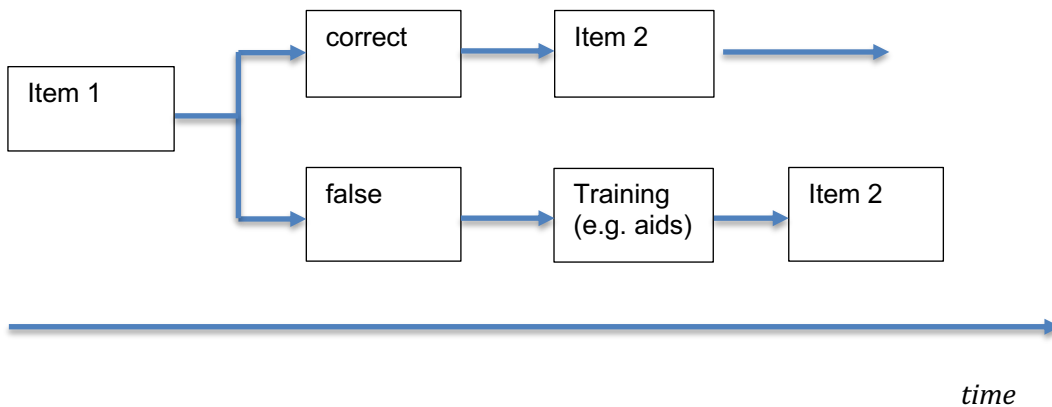 correct
Item 2
Item 1
false
Training
(e.g. aids)
Item 2
time